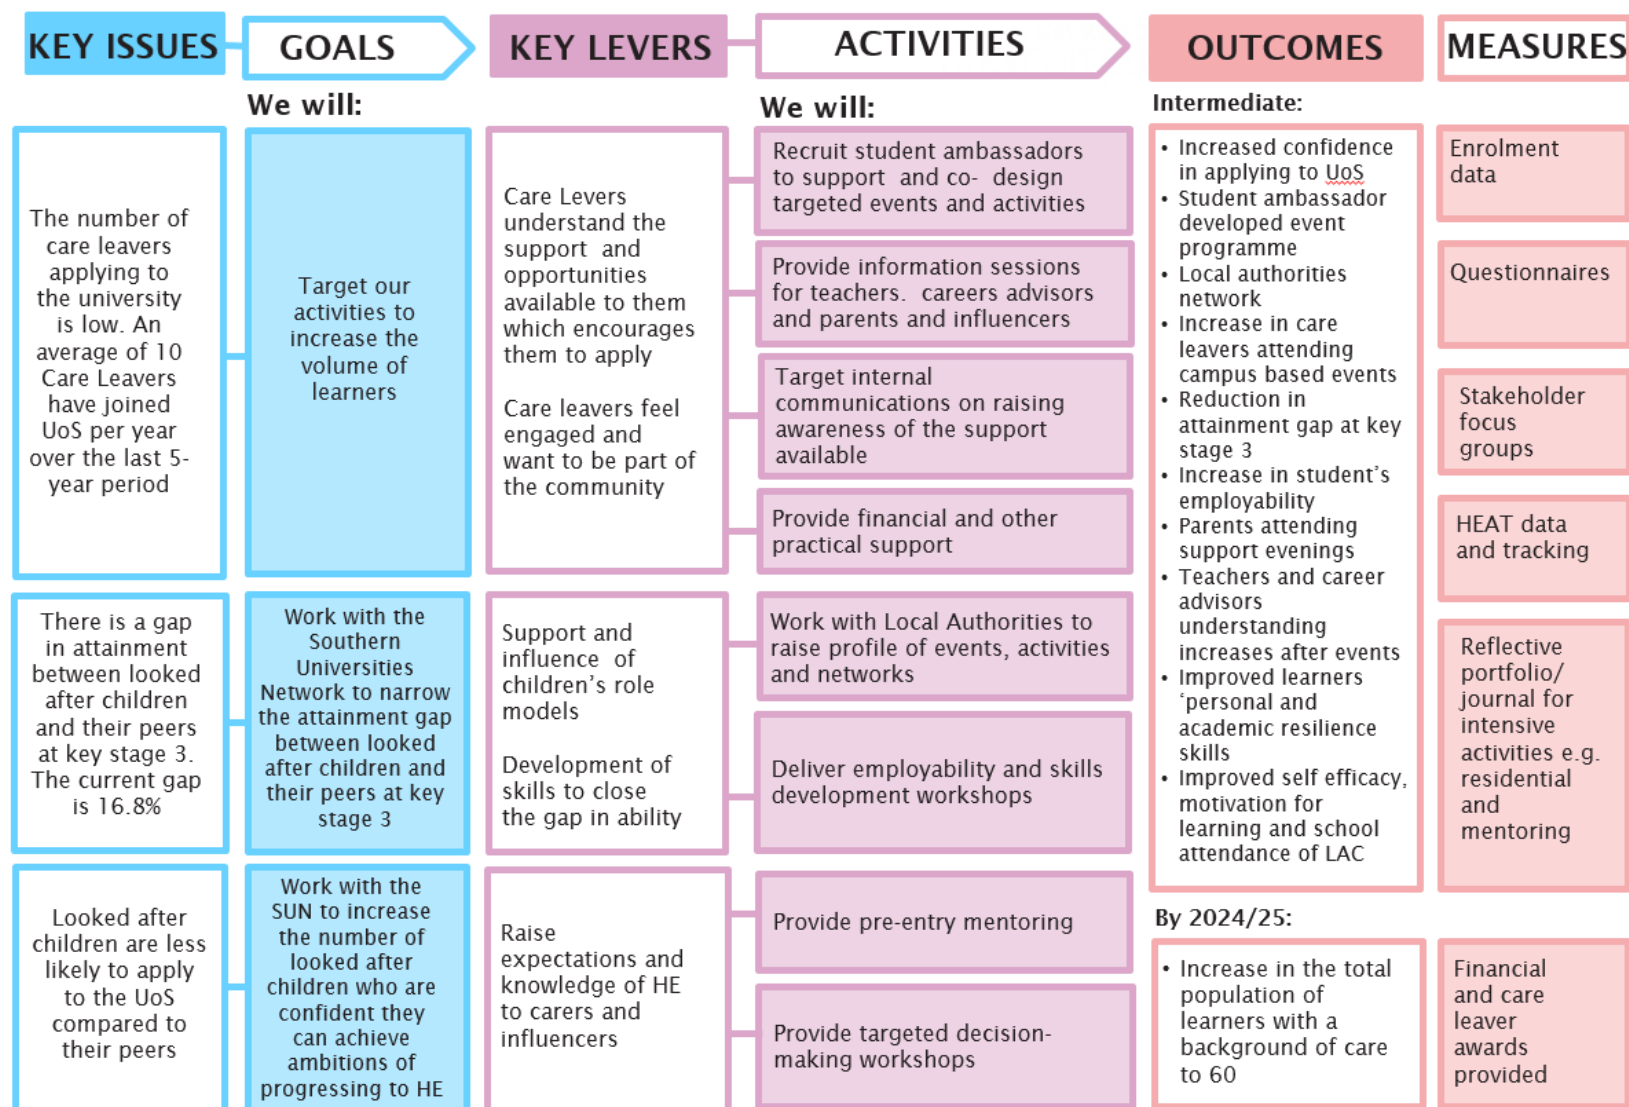 KEY ISSUES
GOALS
KEY LEVERS
ACTIVITIES
OUTCOMES
MEASURES
We will:
We will:
Intermediate:
The number of
care leavers
applying to
the university
is low. An
average of 10
Care Leavers
have joined
UoS per year
over the last 5-
year period
Target our
activities to
increase the
volume of
learners
Care Levers
understand the
support and
opportunities
available to them
which encourages
them to apply
Care leavers feel
engaged and
want to be part of
the community
Recruit student ambassadors
to support and co- design
targeted events and activities
Provide information sessions
for teachers. careers advisors
and parents and influencers
Target internal
communications on raising
awareness of the support
available
Provide financial and other
practical support
There is a gap
in attainment
between looked
after children
and their peers
at key stage 3.
The current gap
is 16.8%
Work with the
Southern
Universities
Network to narrow
the attainment gap
between looked
after children and
their peers at key
stage 3
Support and
influence of
children's role
models
Development of
skills to close
the gap in ability
Work with Local Authorities to
raise profile of events, activities
and networks
Deliver employability and skills
development workshops
Looked after
children are less
likely to apply
to the UoS
compared to
their peers
Work with the
SUN to increase
the number of
looked after
children who are
confident they
can achieve
ambitions of
progressing to HE
Raise
expectations and
knowledge of HE
to carers and
influencers
Provide pre-entry mentoring
Provide targeted decision-
making workshops
• Increased confidence
in applying to UoS
• Student ambassador
developed event
programme
• Local authorities
network
• Increase in care
leavers attending
campus based events
• Reduction in
attainment gap at key
stage 3
• Increase in student's
employability
• Parents attending
support evenings
• Teachers and career
advisors
understanding
increases after events
• Improved learners
‘personal and
academic resilience
skills
• Improved self efficacy,
motivation for
learning and school
attendance of LAC
By 2024/25:
• Increase in the total
population of
learners with a
background of care
to 60
Enrolment
data
Questionnaires
Stakeholder
focus
groups
HEAT data
and tracking
Reflective
portfolio/
journal for
intensive
activities e.g.
residential
and
mentoring
Financial
and care
leaver
awards
provided